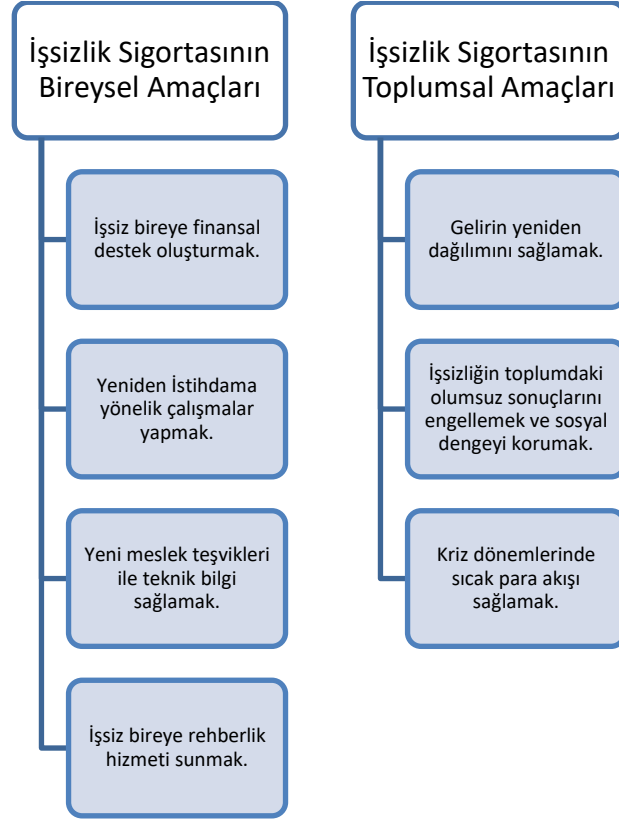 İşsizlik Sigortasının
Bireysel Amaçları
İşsiz bireye finansal
destek oluşturmak.
Yeniden İstihdama
yönelik çalışmalar
yapmak.
Yeni meslek teşvikleri
ile teknik bilgi
sağlamak.
İşsiz bireye rehberlik
hizmeti sunmak.
İşsizlik Sigortasının
Toplumsal Amaçları
Gelirin yeniden
dağılımını sağlamak.
İşsizliğin toplumdaki
olumsuz sonuçlarını
engellemek ve sosyal
dengeyi korumak.
Kriz dönemlerinde
sıcak para akışı
sağlamak.